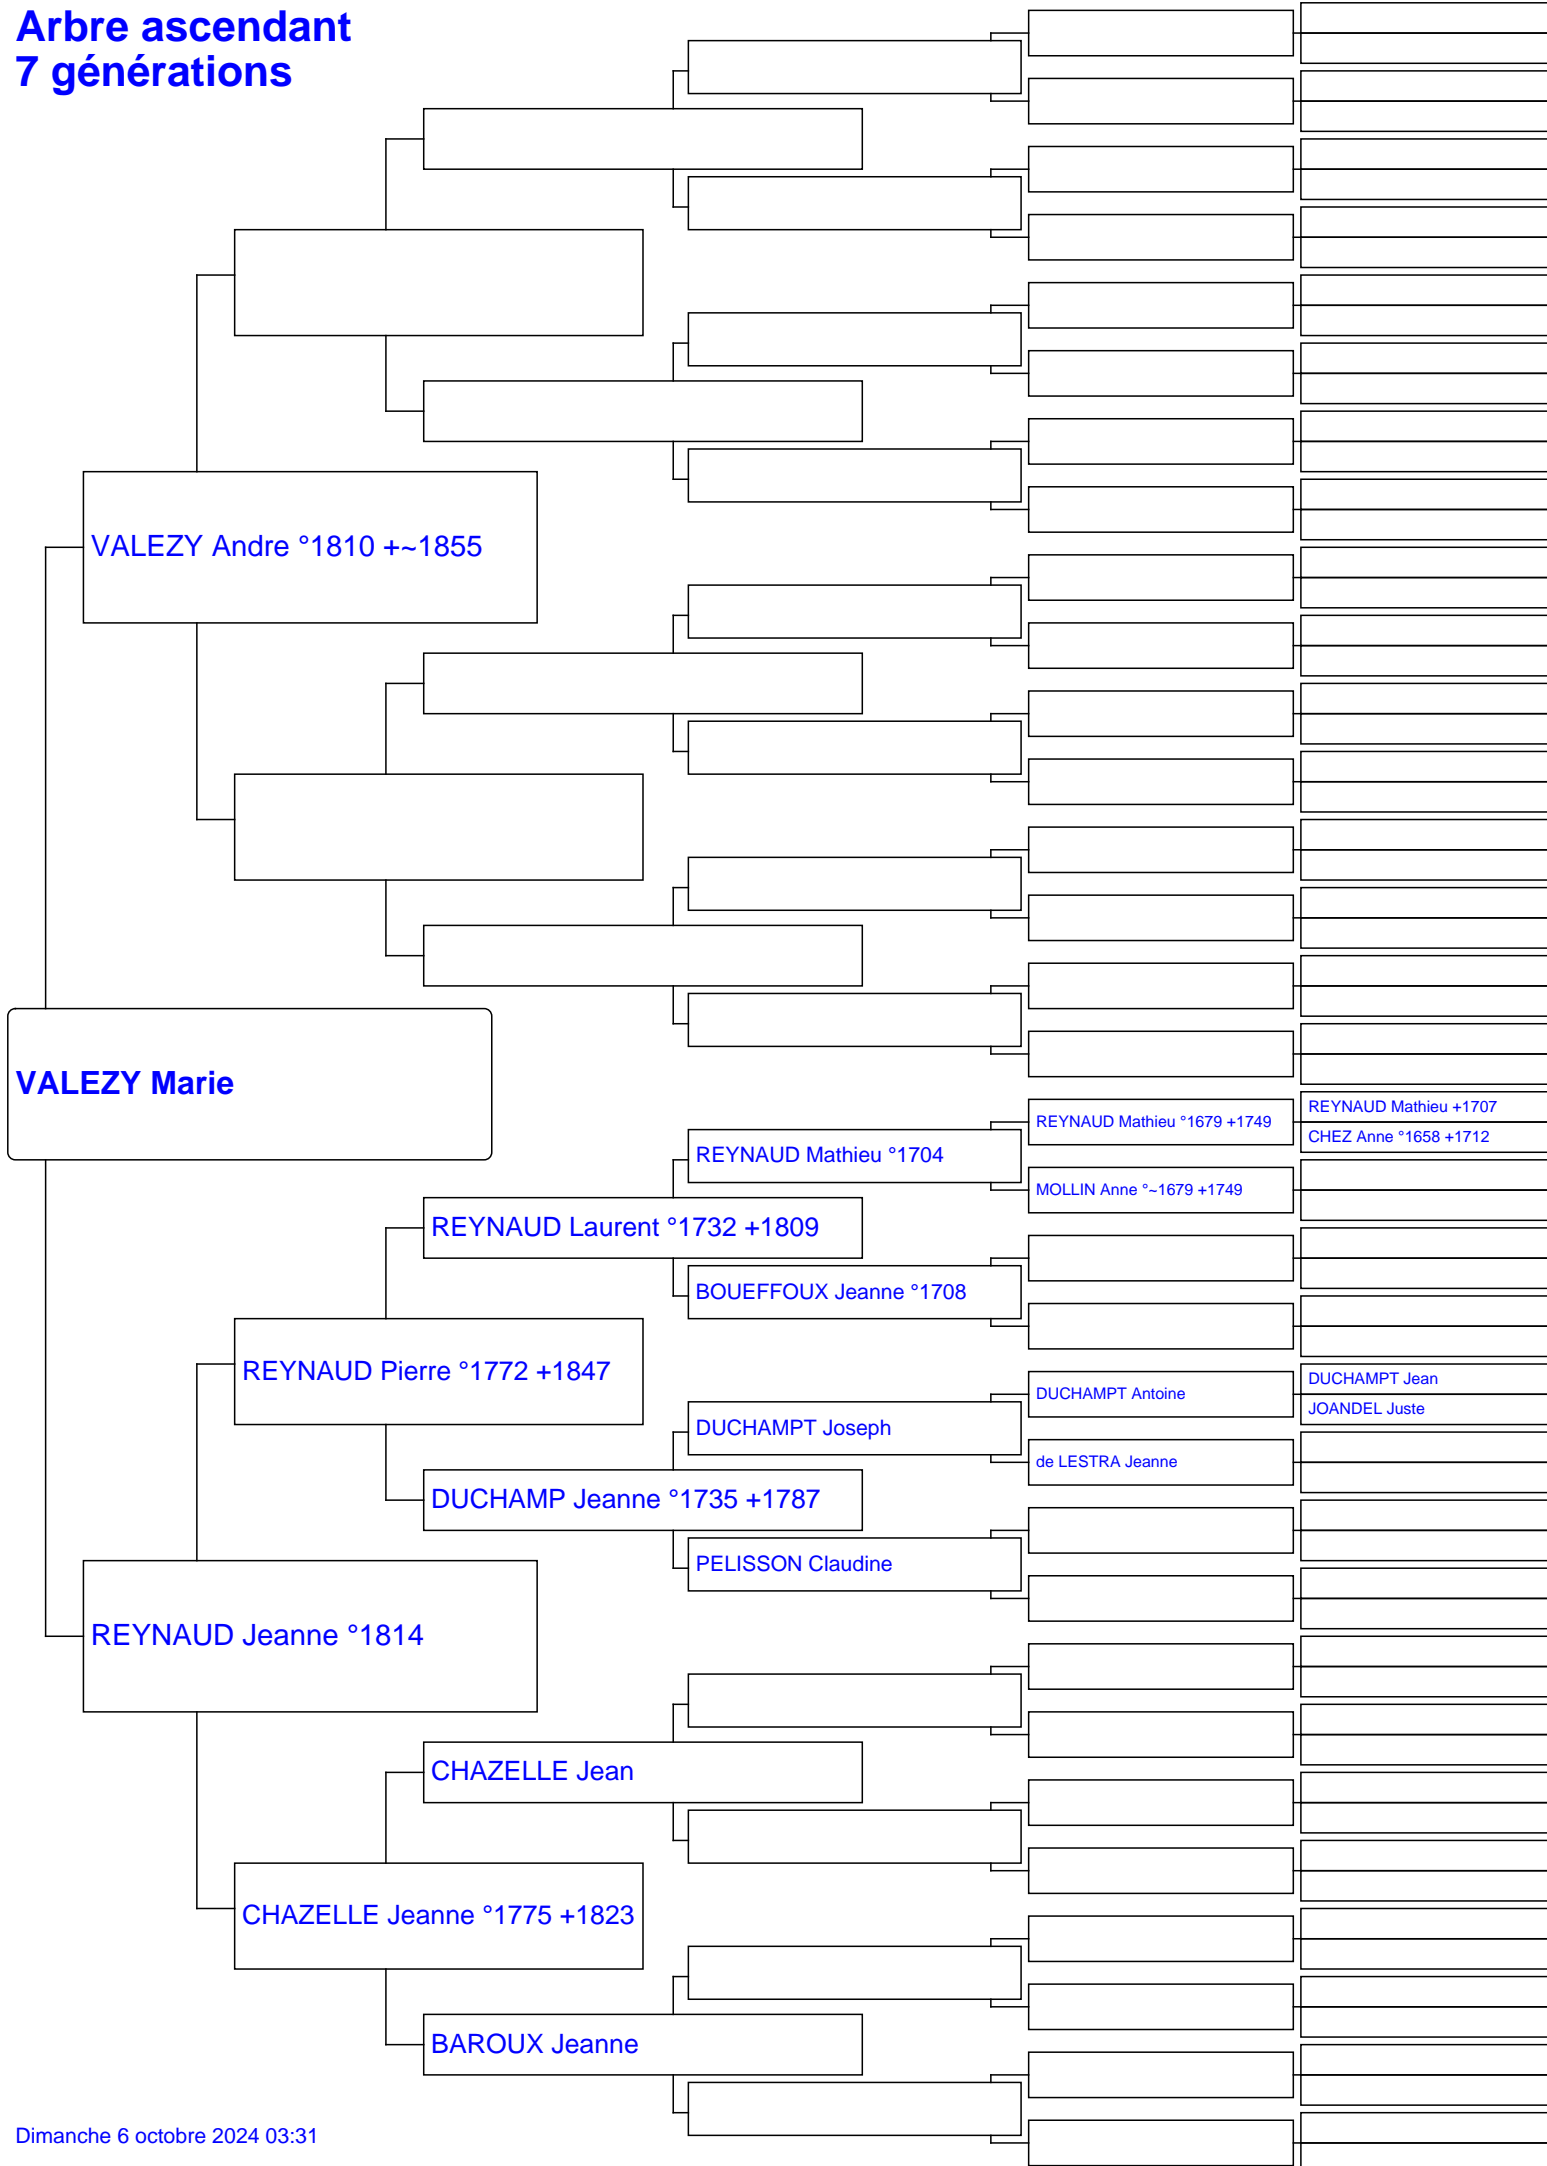 Arbre ascendant
7 générations
VALEZY Andre °1810 +~1855
VALEZY Marie
REYNAUD Mathieu °1679 +1749
REYNAUD Mathieu +1707
CHEZ Anne °1658 +1712
REYNAUD Mathieu °1704
MOLLIN Anne °~1679 +1749
REYNAUD Laurent °1732 +1809
BOUEFFOUX Jeanne °1708
REYNAUD Pierre °1772 +1847
DUCHAMPT Antoine
DUCHAMPT Jean
JOANDEL Juste
DUCHAMPT Joseph
de LESTRA Jeanne
DUCHAMP Jeanne °1735 +1787
PELISSON Claudine
REYNAUD Jeanne °1814
CHAZELLE Jean
CHAZELLE Jeanne °1775 +1823
BAROUX Jeanne
Dimanche 6 octobre 2024 03:31